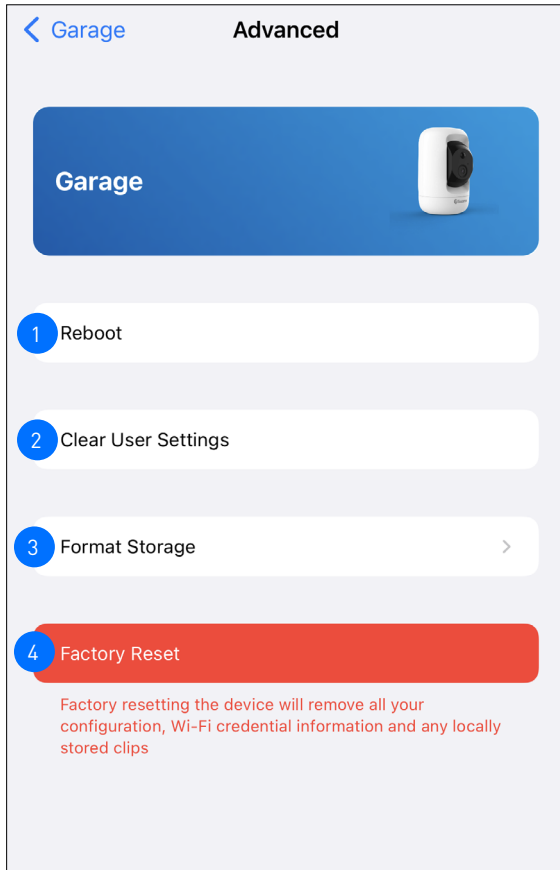 Garage
Advanced
Garage
1 Reboot
2 Clear User Settings
3 Format Storage
4 Factory Reset
Factory resetting the device will remove all your
configuration, Wi-Fi credential information and any locally
stored clips